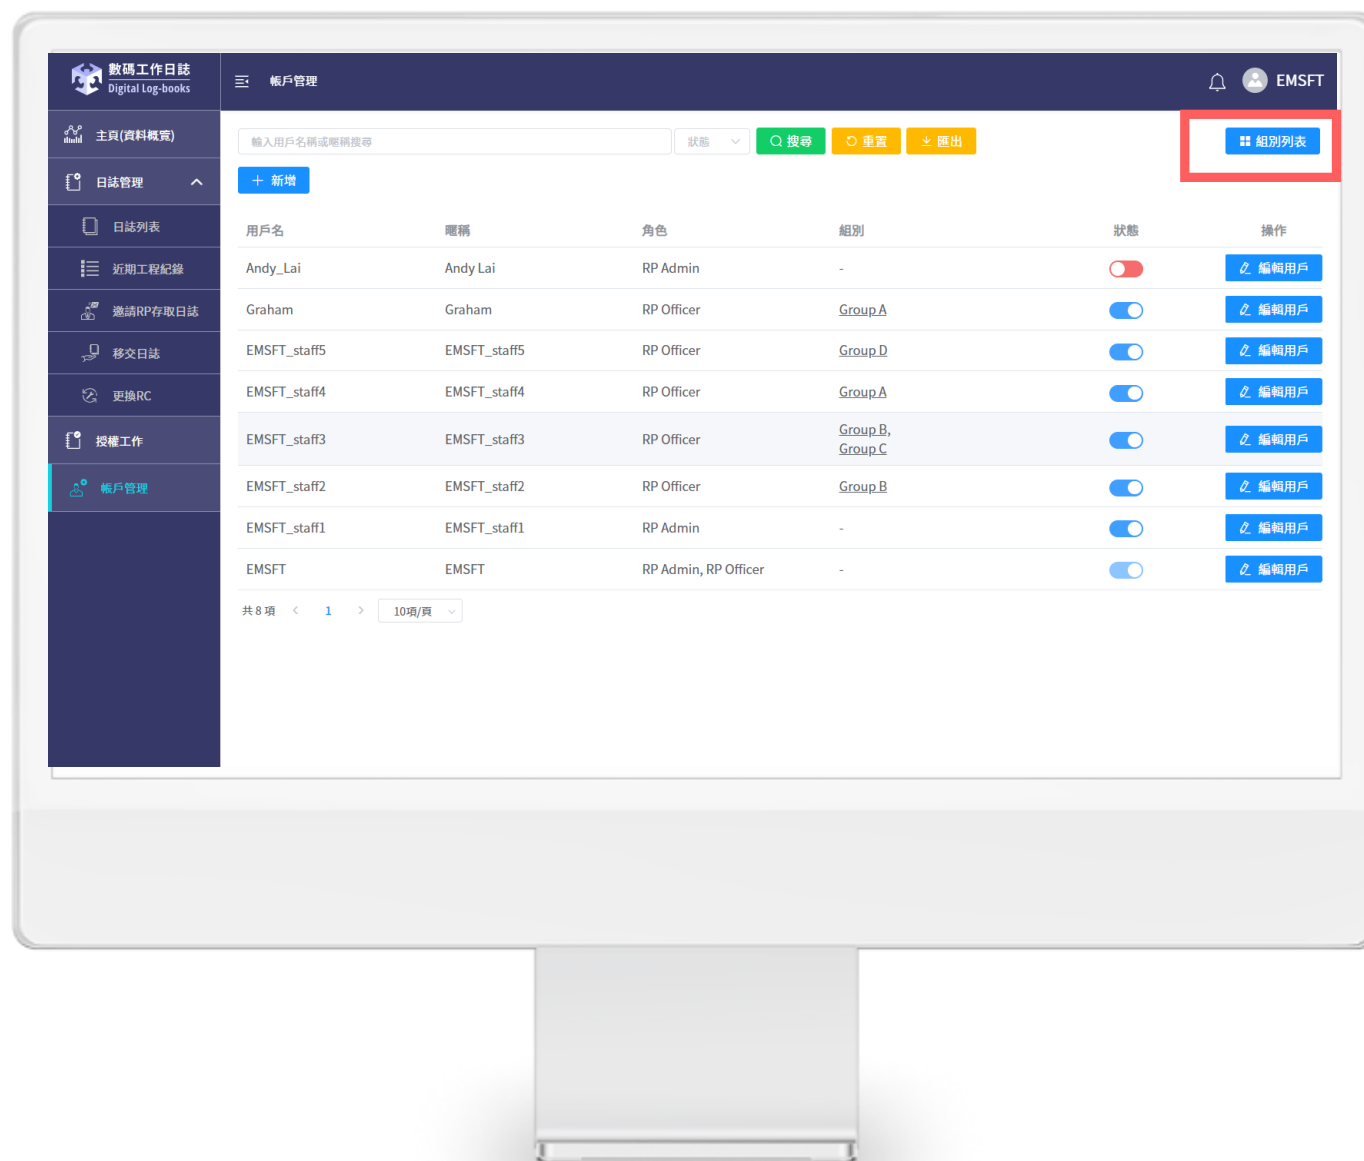 數碼工作日誌
Digital Log-books
帳戶管理
EMSFT
主頁(資料概覽)
日誌管理
日誌列表
近期工程紀錄
邀請RP存取日誌
移交日誌
更換RC
授權工作
帳戶管理
輸入用戶名稱或暱稱搜尋
狀態
搜尋
重置
匯出
組別列表
新增
用戶名 暱稱 角色 組別 狀態 操作
Andy_Lai Andy Lai RP Admin - 編輯用戶
Graham Graham RP Officer Group A 編輯用戶
EMSFT_staff5 EMSFT_staff5 RP Officer Group D 編輯用戶
EMSFT_staff4 EMSFT_staff4 RP Officer Group A 編輯用戶
EMSFT_staff3 EMSFT_staff3 RP Officer Group B, 編輯用戶
Group C
EMSFT_staff2 EMSFT_staff2 RP Officer Group B 編輯用戶
EMSFT_staff1 EMSFT_staff1 RP Admin - 編輯用戶
EMSFT EMSFT RP Admin, RP Officer - 編輯用戶
共8項 1 10項/頁